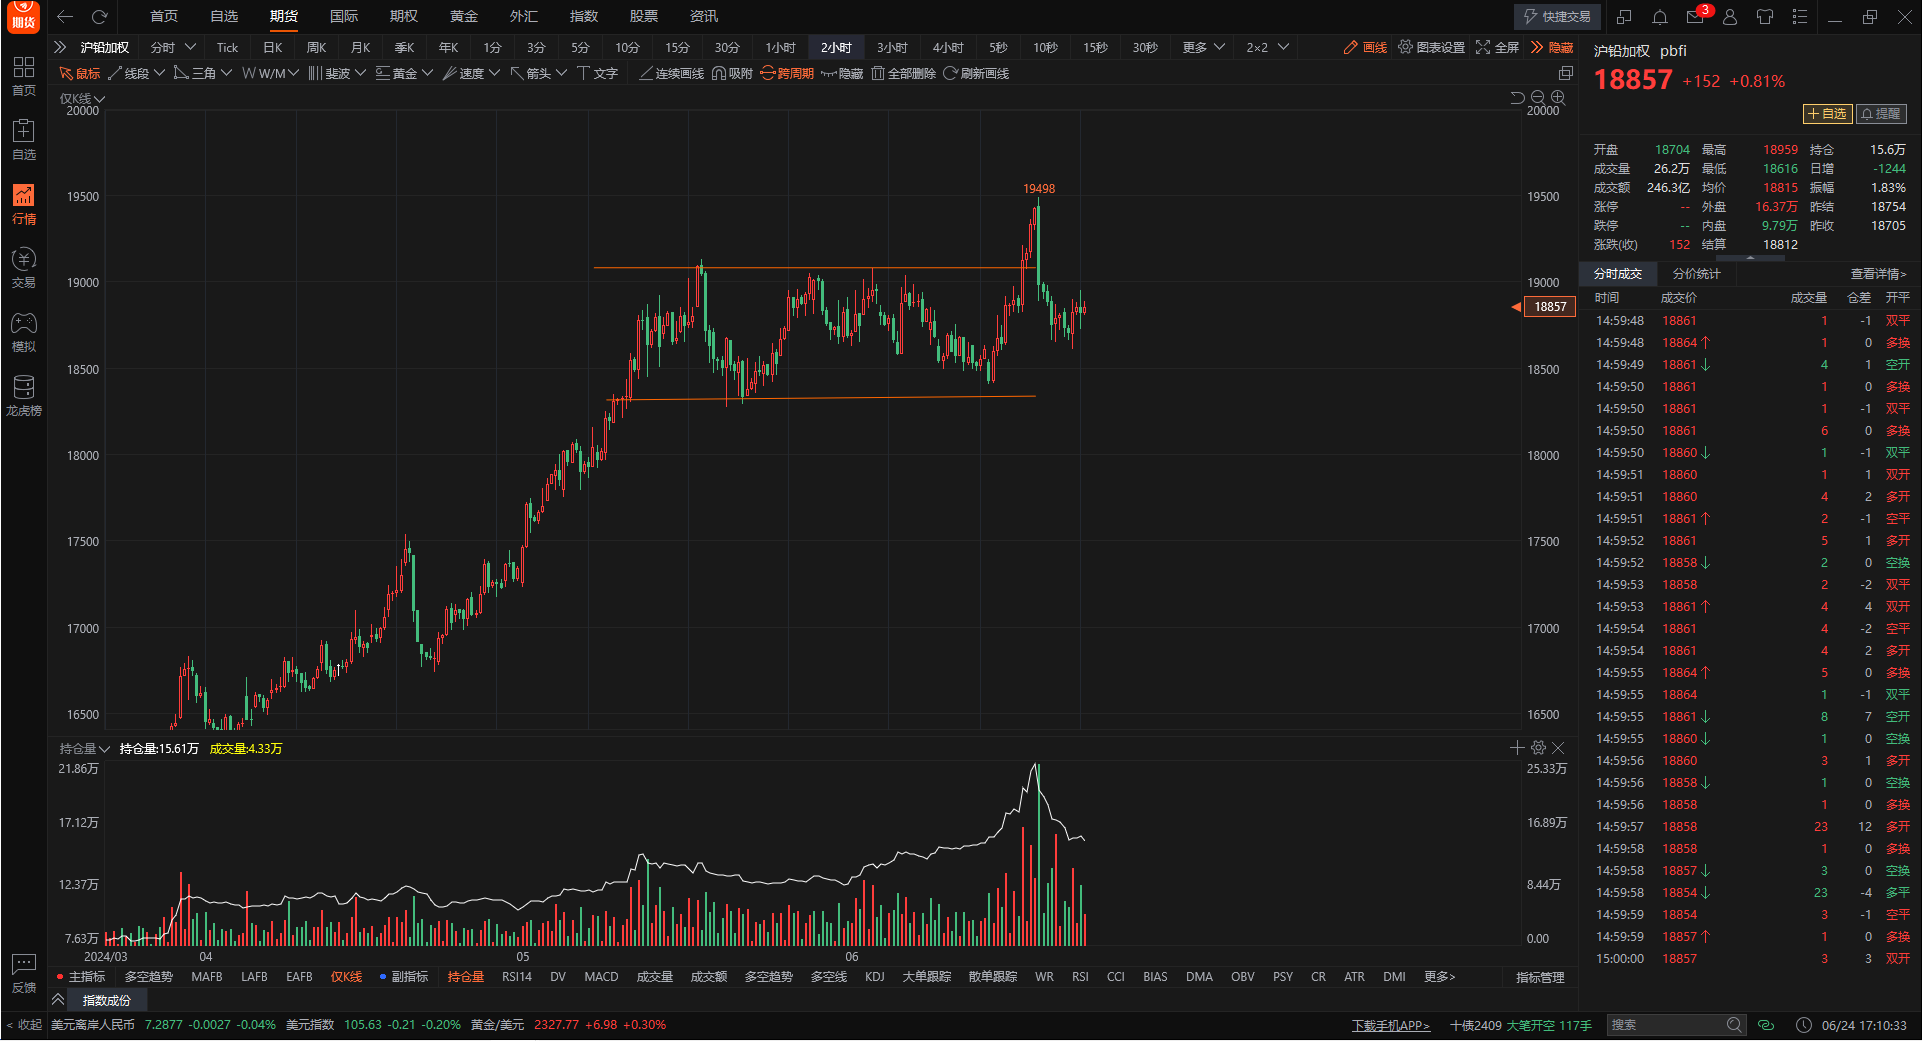 期货 首页 自选 期货 国际 期权 黄金 外汇 指数 股票 资讯 快捷交易 3
沪铅加权 分时 Tick 日K 周K 月K 季K 年K 1分 3分 5分 10分 15分 30分 1小时 2小时 3小时 4小时 5秒 10秒 15秒 30秒 更多 2×2 画线 图表设置 全屏 隐藏
鼠标 线段 三角 W/M 斐波 黄金 速度 箭头 文字 连续画线 吸附 跨周期 隐藏 全部删除 刷新画线
首页
自选
行情
交易
模拟
龙虎榜
反馈
< 收起
仅K线
20000 20000
19500 19500
19000 19000
18500 18500
18000 18000
17500 17500
17000 17000
16500 16500
19498
18857
持仓量 持仓量:15.61万 成交量:4.33万
21.86万 25.33万
17.12万 16.89万
12.37万 8.44万
7.63万 0.00
2024/03 04 05 06
主指标 多空趋势 MAFB LAFB EAFB 仅K线 副指标 持仓量 RSI14 DV MACD 成交量 成交额 多空趋势 多空线 KDJ 大单跟踪 散单跟踪 WR RSI CCI BIAS DMA OBV PSY CR ATR DMI 更多> 指标管理
指数成份
沪铅加权 pbfi
18857 +152 +0.81%
+自选 提醒
开盘 18704 最高 18959 持仓 15.6万
成交量 26.2万 最低 18616 日增 -1244
成交额 246.3亿 均价 18815 振幅 1.83%
涨停 -- 外盘 16.37万 昨结 18754
跌停 -- 内盘 9.79万 昨收 18705
涨跌(收) 152 结算 18812
分时成交 分价统计 查看详情>
时间 成交价 成交量 仓差 开平
14:59:48 18861 1 -1 双平
14:59:48 18864↑ 1 0 多换
14:59:49 18861↓ 4 1 空开
14:59:50 18861 1 0 多换
14:59:50 18861 1 -1 双平
14:59:50 18861 6 0 多换
14:59:50 18860↓ 1 -1 双平
14:59:51 18860 1 1 双开
14:59:51 18860 4 2 多开
14:59:51 18861↑ 2 -1 空平
14:59:52 18861 5 1 多开
14:59:52 18858↓ 2 0 空换
14:59:53 18858 2 -2 双平
14:59:53 18861↑ 4 4 双开
14:59:54 18861 4 -2 空平
14:59:54 18861 4 2 多开
14:59:55 18864↑ 5 0 多换
14:59:55 18864 1 -1 双平
14:59:55 18861↓ 8 7 空开
14:59:55 18860↓ 1 0 空换
14:59:56 18860 3 1 多开
14:59:56 18858↓ 1 0 空换
14:59:56 18858 1 0 多换
14:59:57 18858 23 12 多开
14:59:58 18858 1 0 多换
14:59:58 18857↓ 3 0 空换
14:59:58 18854↓ 23 -4 多平
14:59:59 18854 3 -1 空平
14:59:59 18857↑ 1 0 多换
15:00:00 18857 3 3 双开
美元离岸人民币 7.2877 -0.0027 -0.04% 美元指数 105.63 -0.21 -0.20% 黄金/美元 2327.77 +6.98 +0.30% 下载手机APP> 十债2409 大笔开空 117手 搜索 06/24 17:10:33